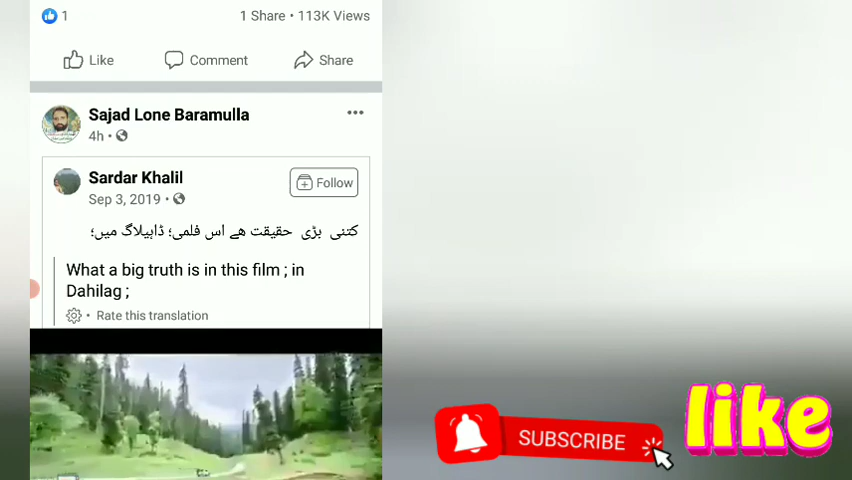 1
1 Share • 113K Views
Like
Comment
Share
Sajad Lone Baramulla
4h •
Sardar Khalil
Follow
Sep 3, 2019 •
کتنی بڑی حقیقت ھے اس فلمی؛ ڈاہیلاگ میں؛
What a big truth is in this film ; in
Dahilag ;
• Rate this translation
SUBSCRIBE
like